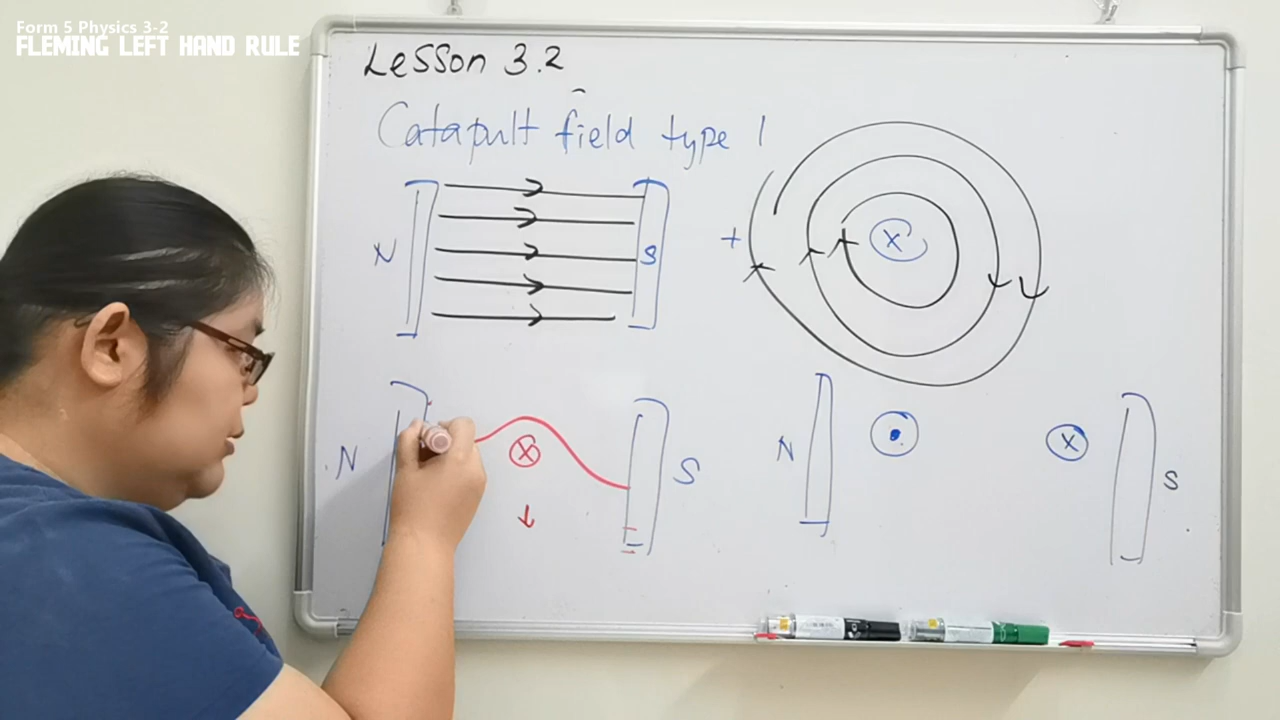 Form 5 Physics 3-2
FLEMING LEFT HAND RULE
Lesson 3.2
Catapult field type 1
N
S
+
X
N
X
S
N
X
S